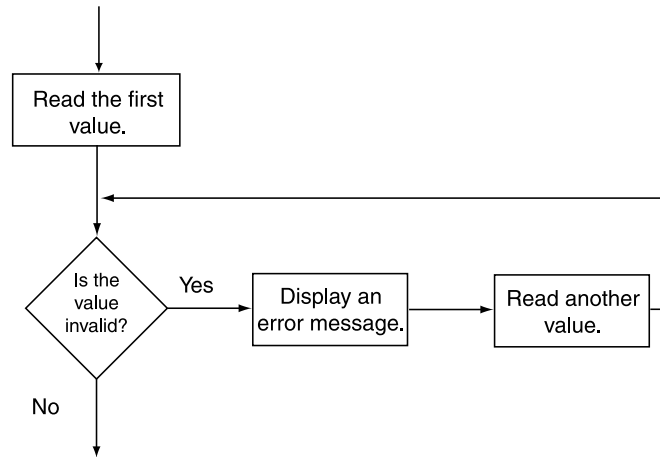 Read the first
value.
Is the
value
invalid?
Yes
Display an
error message.
Read another
value.
No